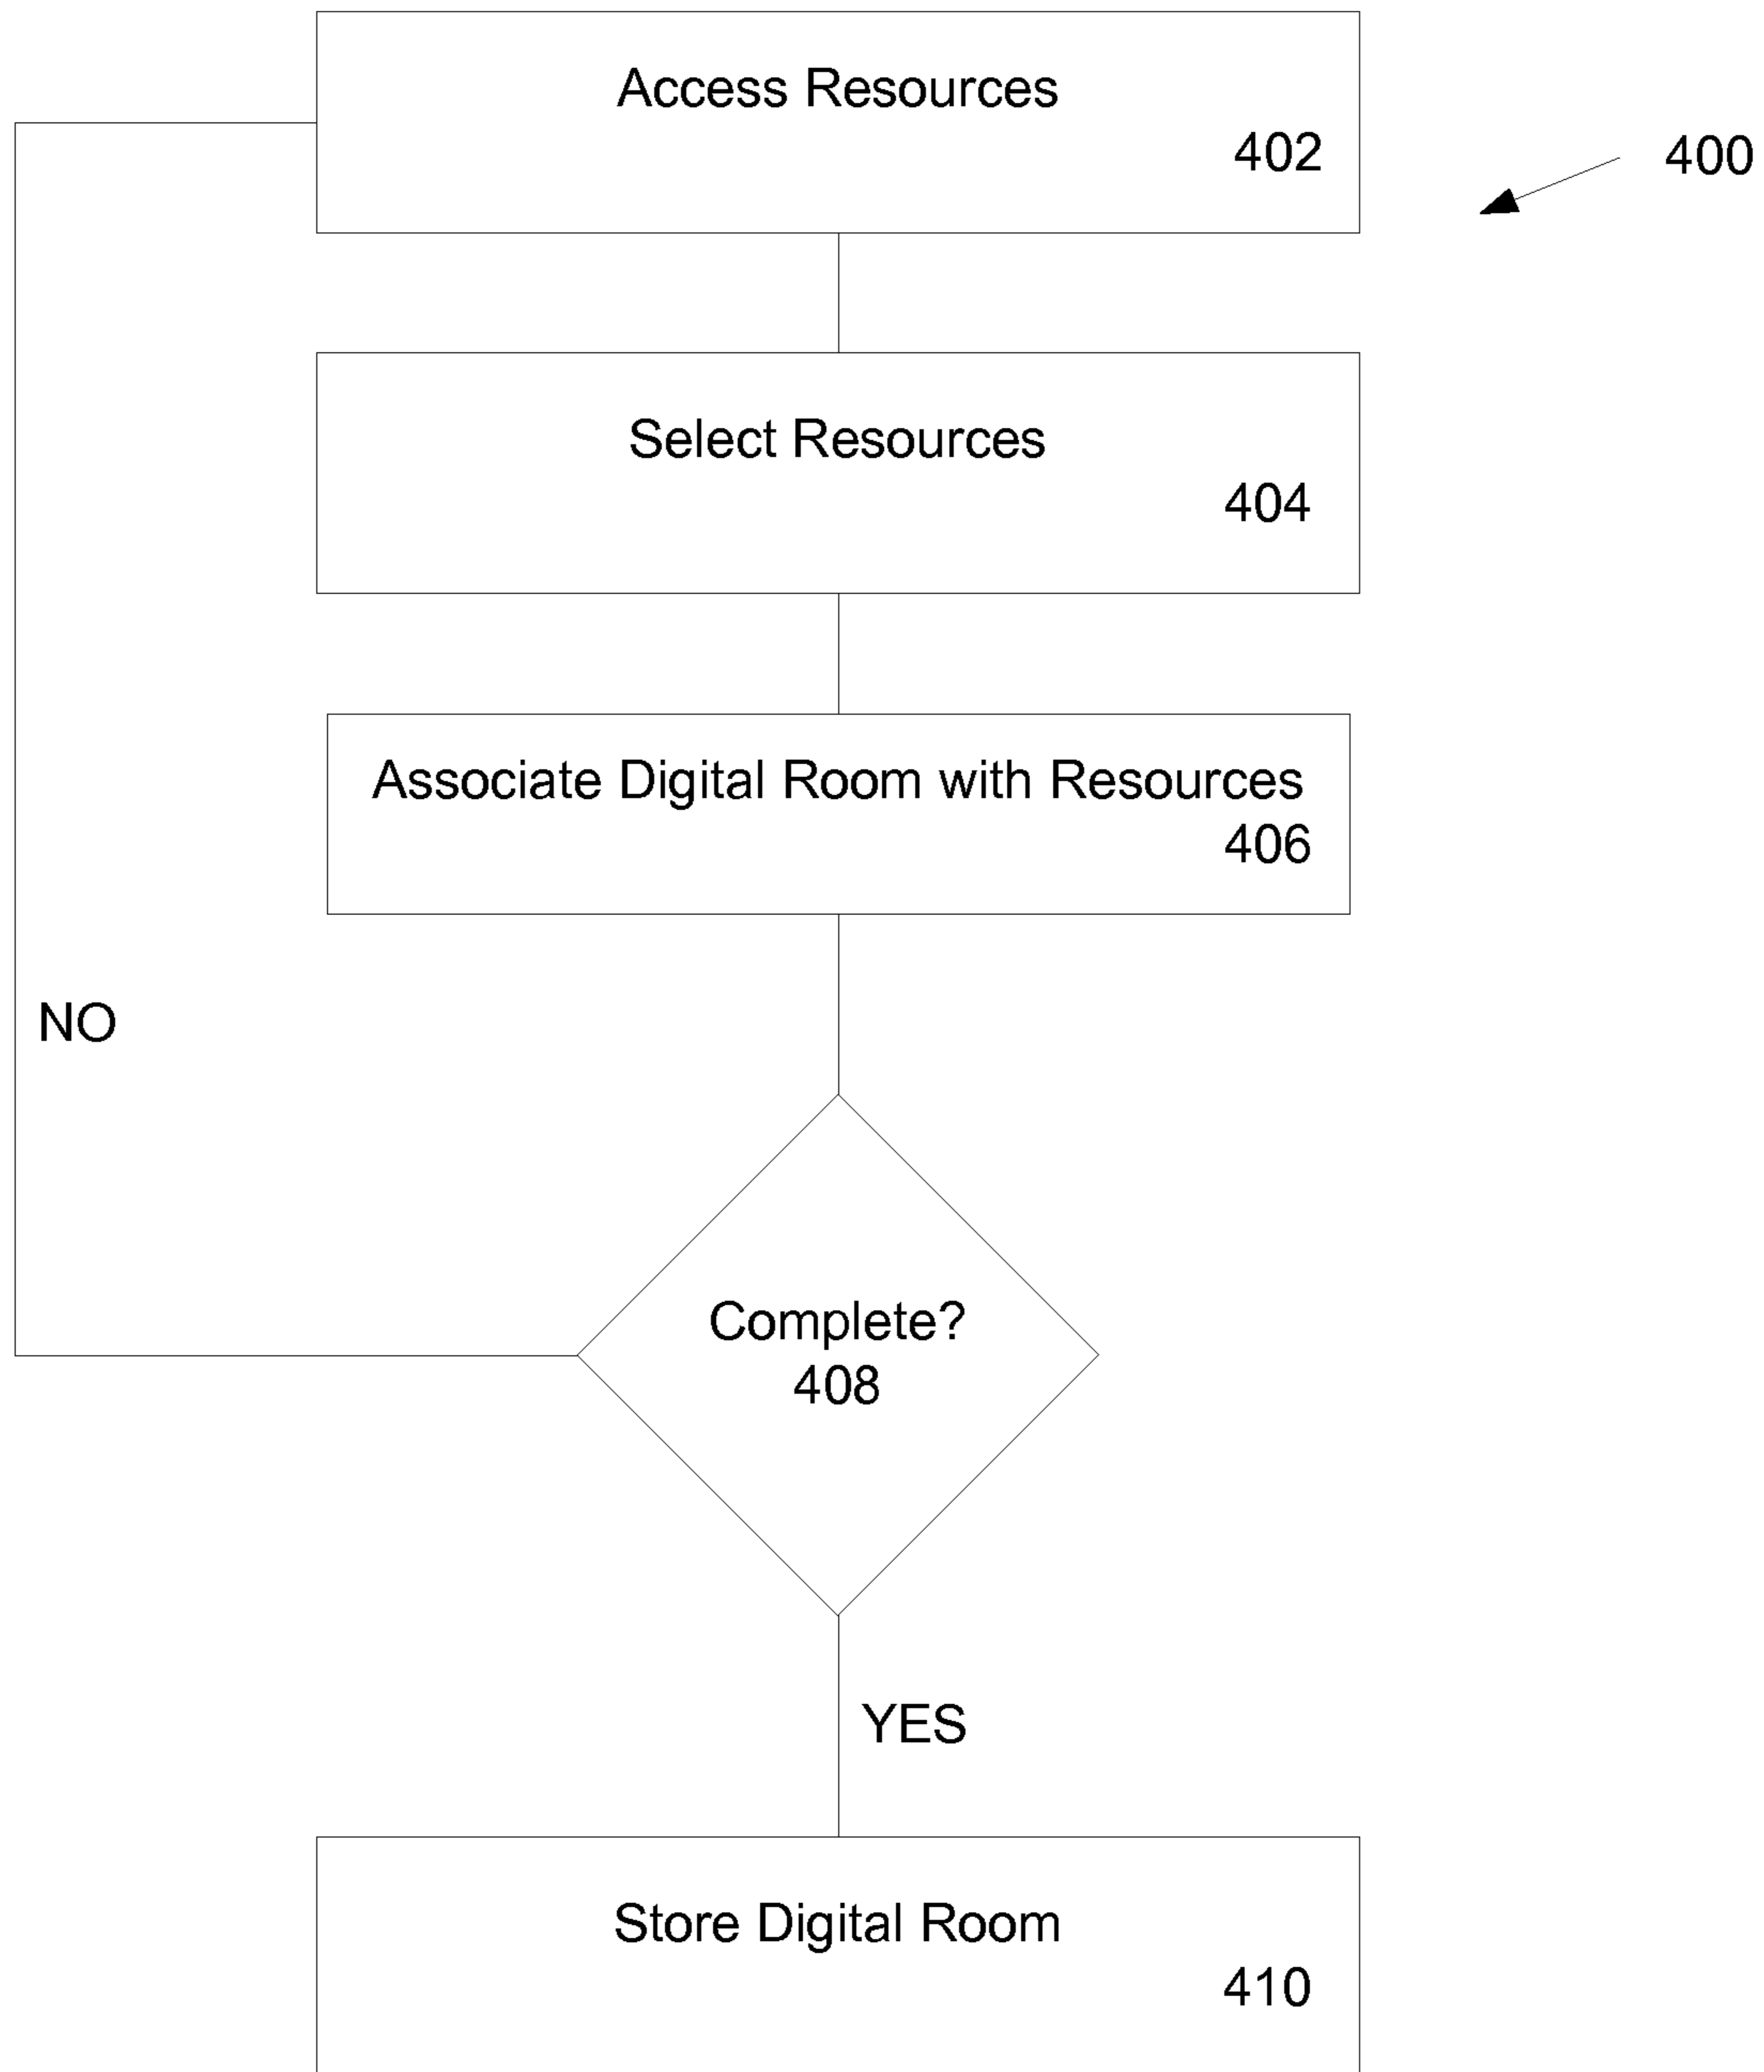 Access Resources
402
400
Select Resources
404
Associate Digital Room with Resources
406
NO
Complete?
408
YES
Store Digital Room
410